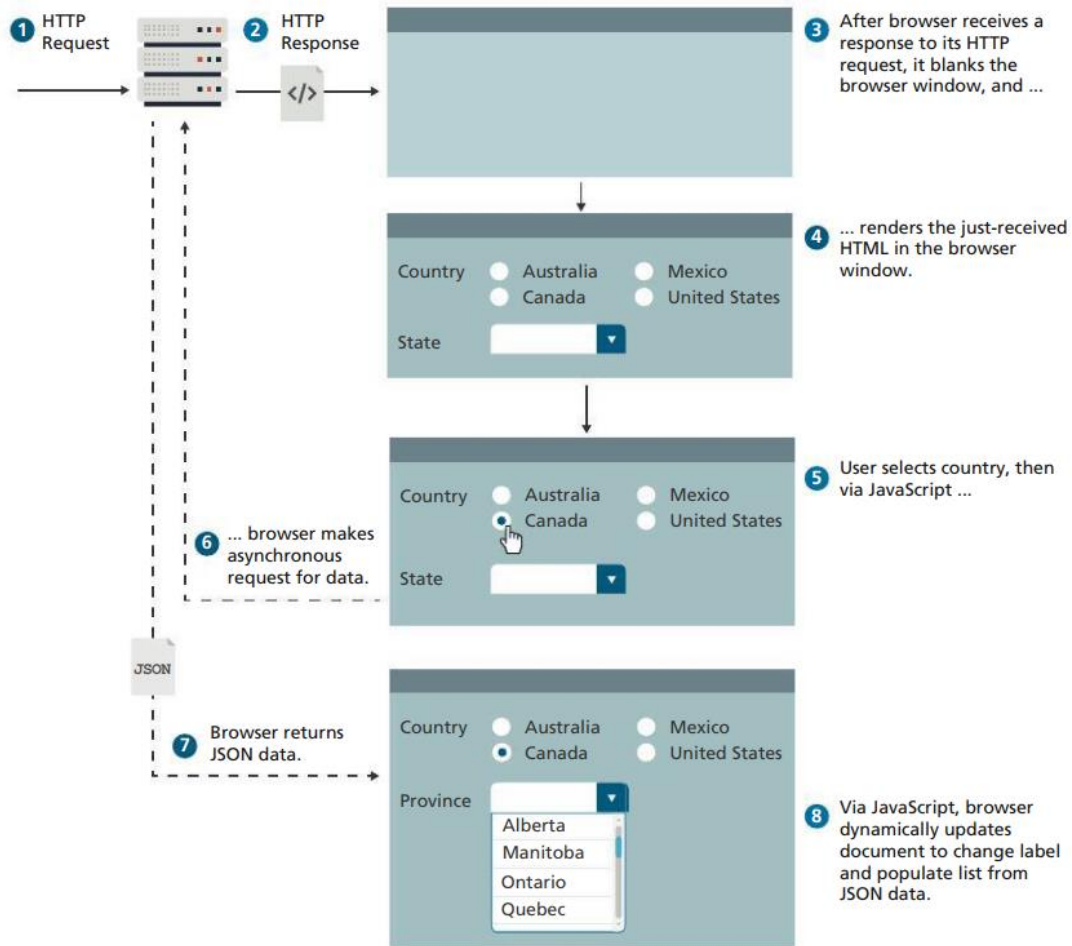 1 HTTP
Request
2 HTTP
Response
</>
3 After browser receives a
response to its HTTP
request, it blanks the
browser window, and ...
4 ... renders the just-received
HTML in the browser
window.
Country Australia Mexico
Canada United States
State
5 User selects country, then
via JavaScript ...
Country Australia Mexico
Canada United States
State
6 ... browser makes
asynchronous
request for data.
JSON
7 Browser returns
JSON data.
Country Australia Mexico
Canada United States
Province
Alberta
Manitoba
Ontario
Quebec
8 Via JavaScript, browser
dynamically updates
document to change label
and populate list from
JSON data.